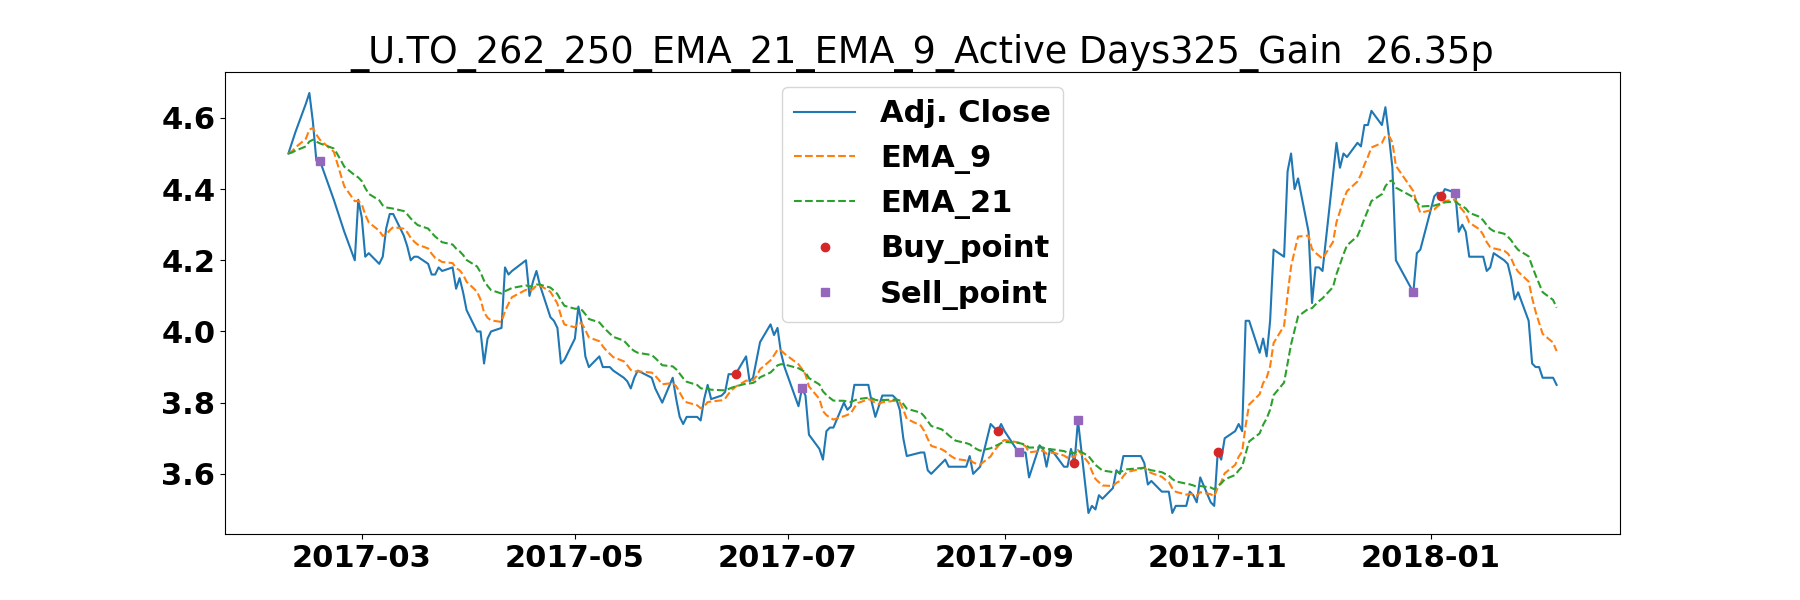 _U.TO_262_250_EMA_21_EMA_9_Active Days325_Gain  26.35p
4.6
4.4
4.2
4.0
3.8
3.6
Adj. Close
EMA_9
EMA_21
Buy_point
Sell_point
2017-03 2017-05 2017-07 2017-09 2017-11 2018-01